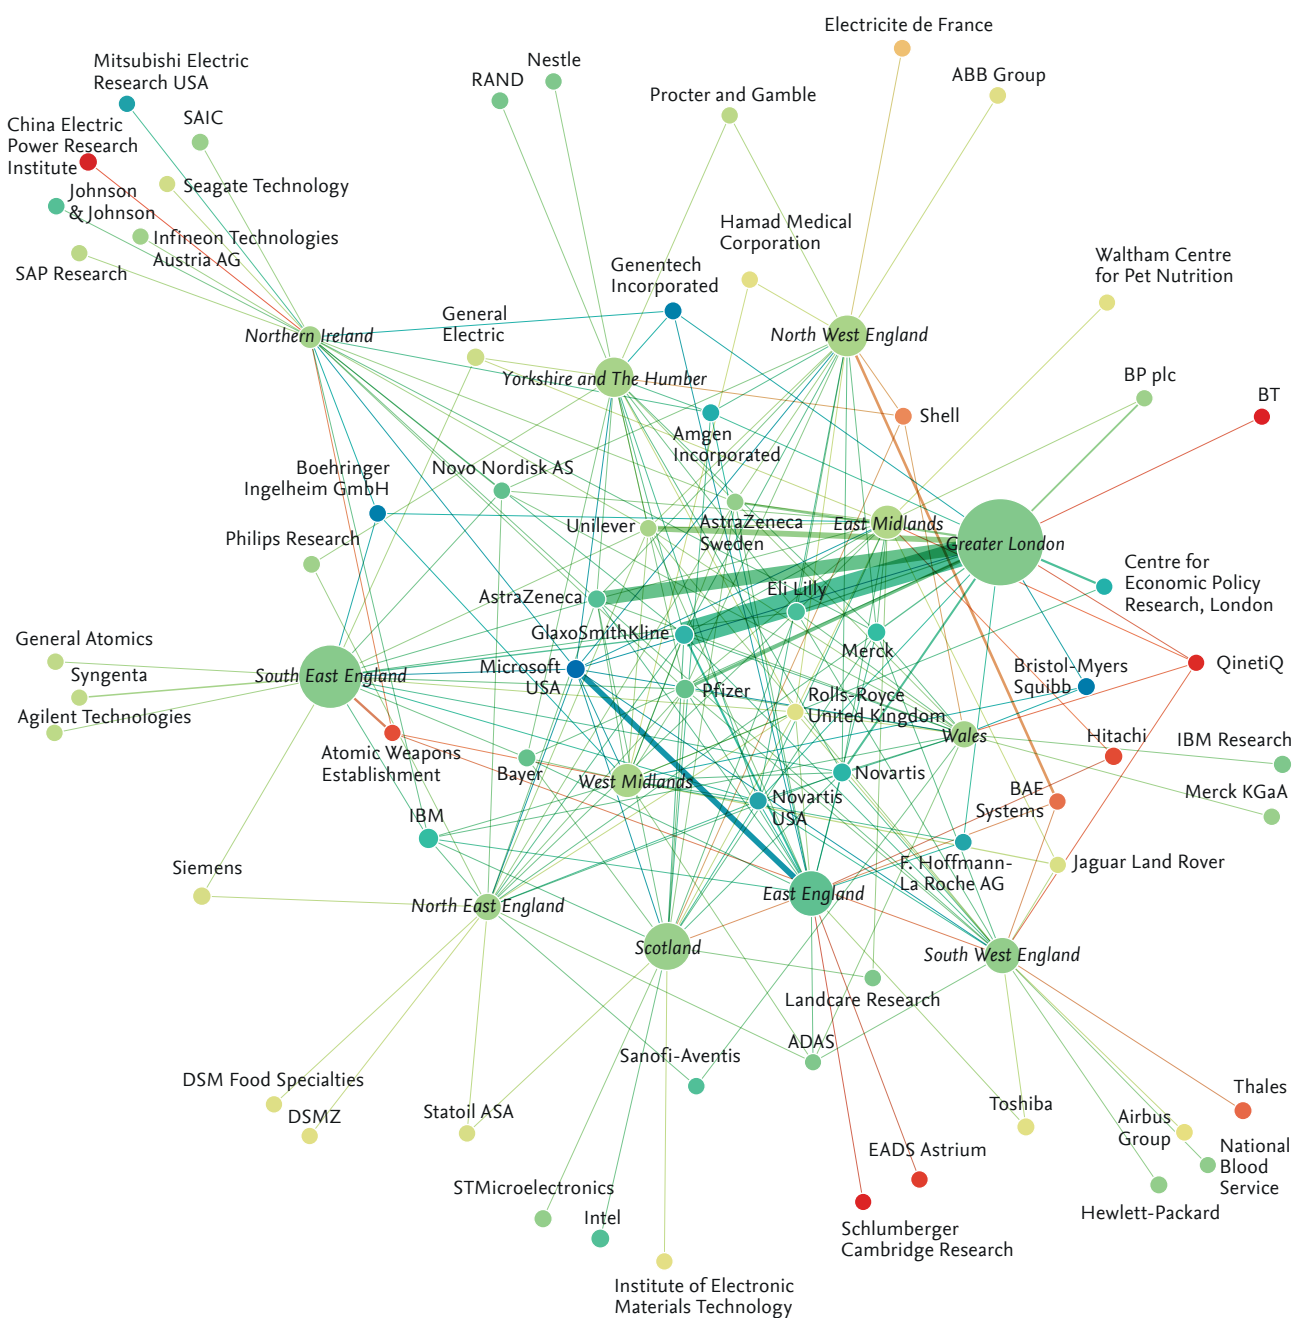 Electricite de France
Mitsubishi Electric
Research USA
Nestle
RAND
ABB Group
Procter and Gamble
SAIC
China Electric
Power Research
Institute
Seagate Technology
Johnson
& Johnson
Infineon Technologies
Austria AG
SAP Research
Hamad Medical
Corporation
Genentech
Incorporated
Waltham Centre
for Pet Nutrition
General
Electric
Northern Ireland
North West England
Yorkshire and The Humber
BP plc
BT
Shell
Amgen
Incorporated
Boehringer
Ingelheim GmbH
Novo Nordisk AS
Unilever
AstraZeneca
Sweden
East Midlands
Greater London
Philips Research
Centre for
Economic Policy
Research, London
Eli Lilly
AstraZeneca
GlaxoSmithKline
Merck
General Atomics
Syngenta
Agilent Technologies
South East England
Microsoft
USA
Pfizer
Rolls-Royce
United Kingdom
Bristol-Myers
Squibb
QinetiQ
Wales
Hitachi
IBM Research
Atomic Weapons
Establishment
Bayer
West Midlands
Novartis
Novartis
USA
BAE
Systems
Merck KGaA
IBM
F. Hoffmann-
La Roche AG
Jaguar Land Rover
Siemens
North East England
East England
Scotland
South West England
Landcare Research
ADAS
Sanofi-Aventis
DSM Food Specialties
DSMZ
Statoil ASA
Toshiba
Thales
Airbus
Group
National
Blood
Service
EADS Astrium
STMicroelectronics
Intel
Hewlett-Packard
Schlumberger
Cambridge Research
Institute of Electronic
Materials Technology